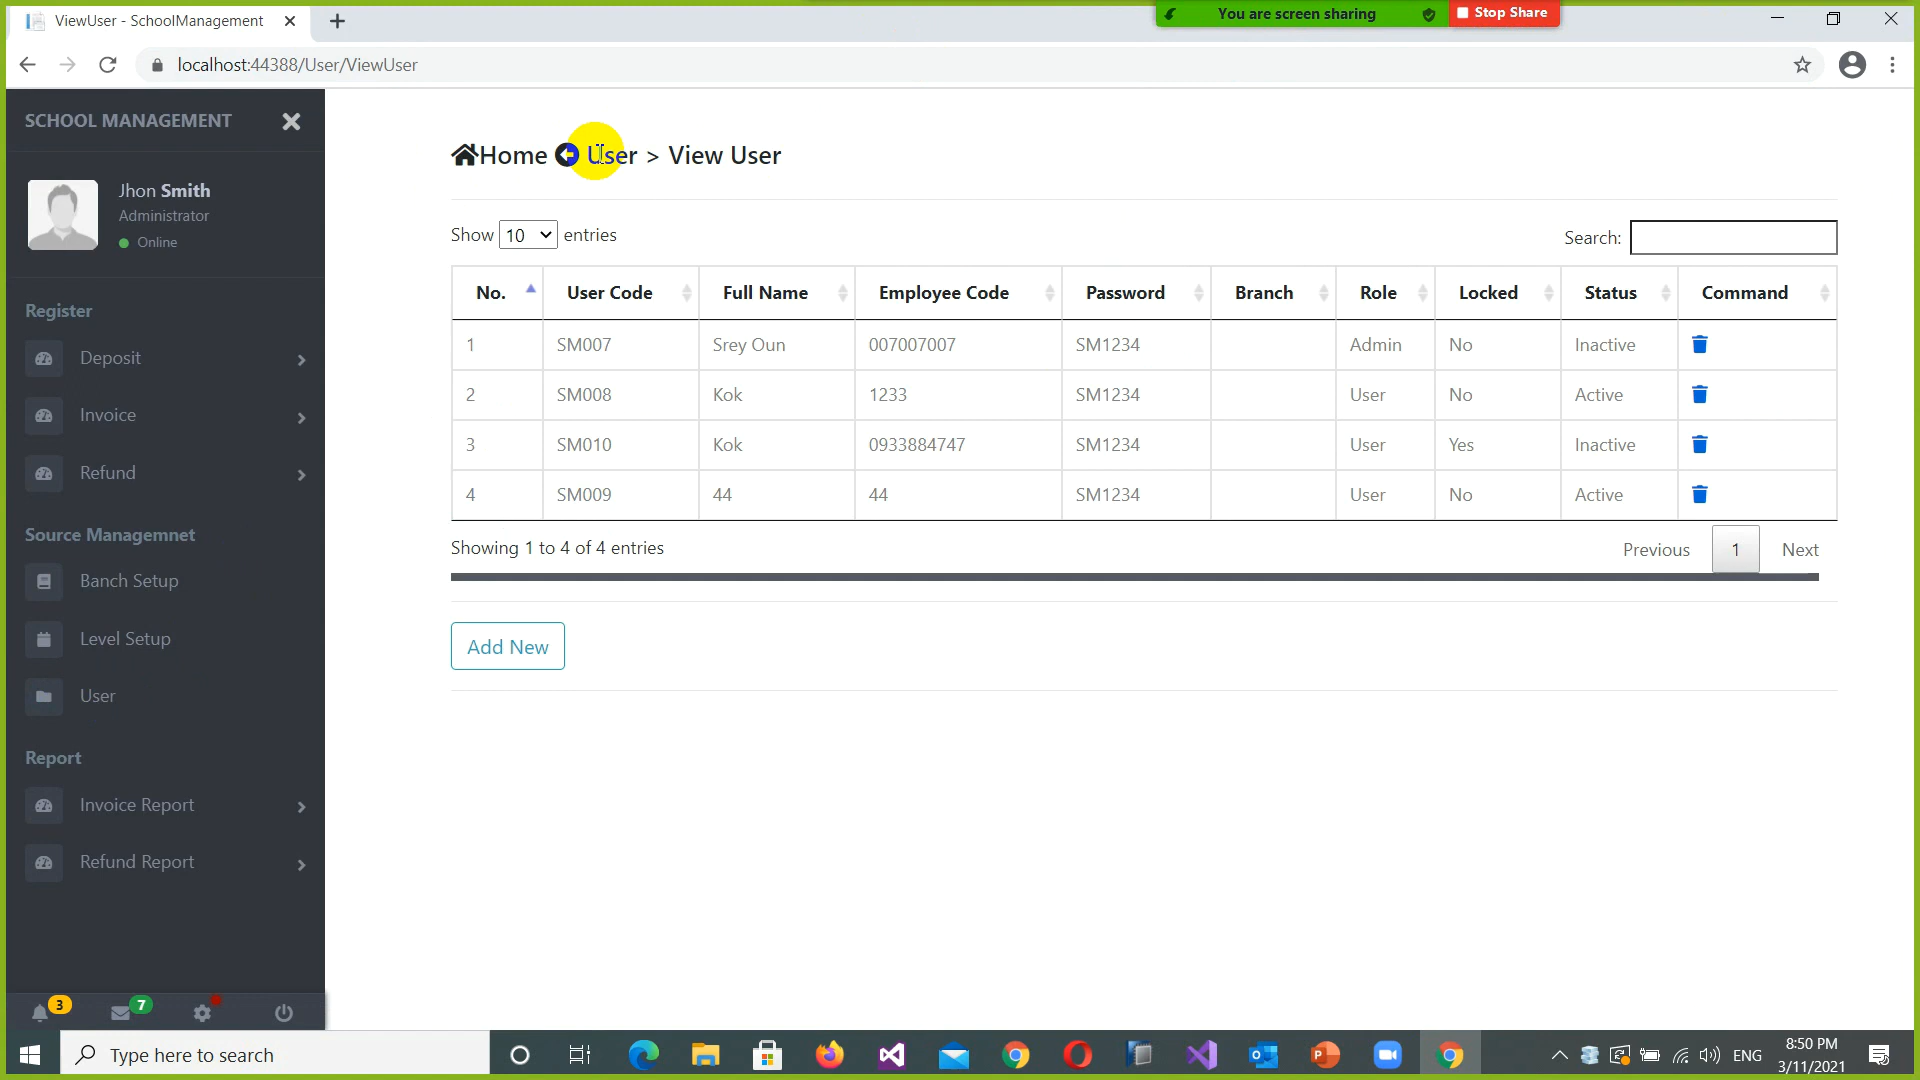 ViewUser - SchoolManagement
You are screen sharing
Stop Share
localhost:44388/User/ViewUser
SCHOOL MANAGEMENT
Jhon Smith
Administrator
Online
Register
Deposit
Invoice
Refund
Source Managemnet
Banch Setup
Level Setup
User
Report
Invoice Report
Refund Report
3
7
Home User > View User
Show 10 entries
Search:
No. User Code Full Name Employee Code Password Branch Role Locked Status Command
1 SM007 Srey Oun 007007007 SM1234 Admin No Inactive
2 SM008 Kok 1233 SM1234 User No Active
3 SM010 Kok 0933884747 SM1234 User Yes Inactive
4 SM009 44 44 SM1234 User No Active
Showing 1 to 4 of 4 entries
Previous 1 Next
Add New
Type here to search
ENG
8:50 PM
3/11/2021